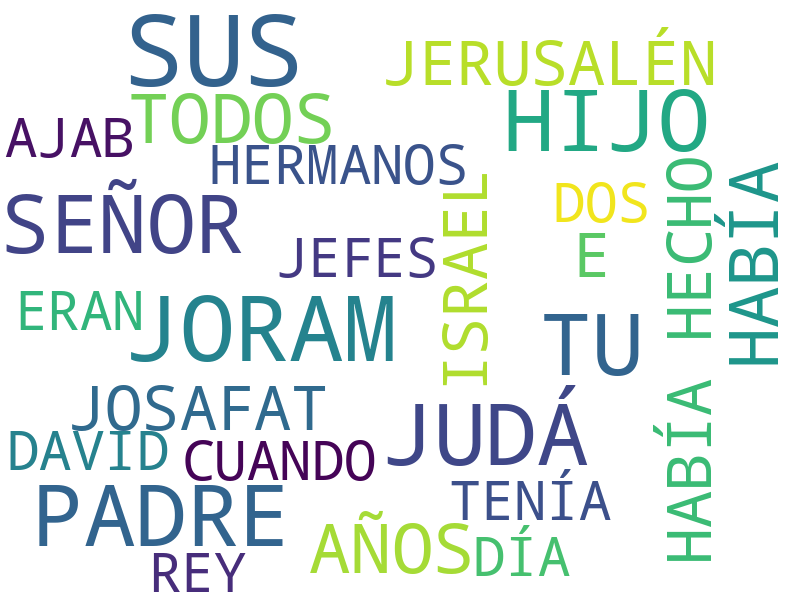 SUS
JERUSALÉN
TODOS
HIJO
AJAB
HERMANOS
SEÑOR
DOS
JEFES
E
ISRAEL
HABÍA HECHO
HABÍA
ERAN
JORAM
TU
JOSAFAT
JUDÁ
DAVID
CUANDO
PADRE
TENÍA
AÑOS
DÍA
REY